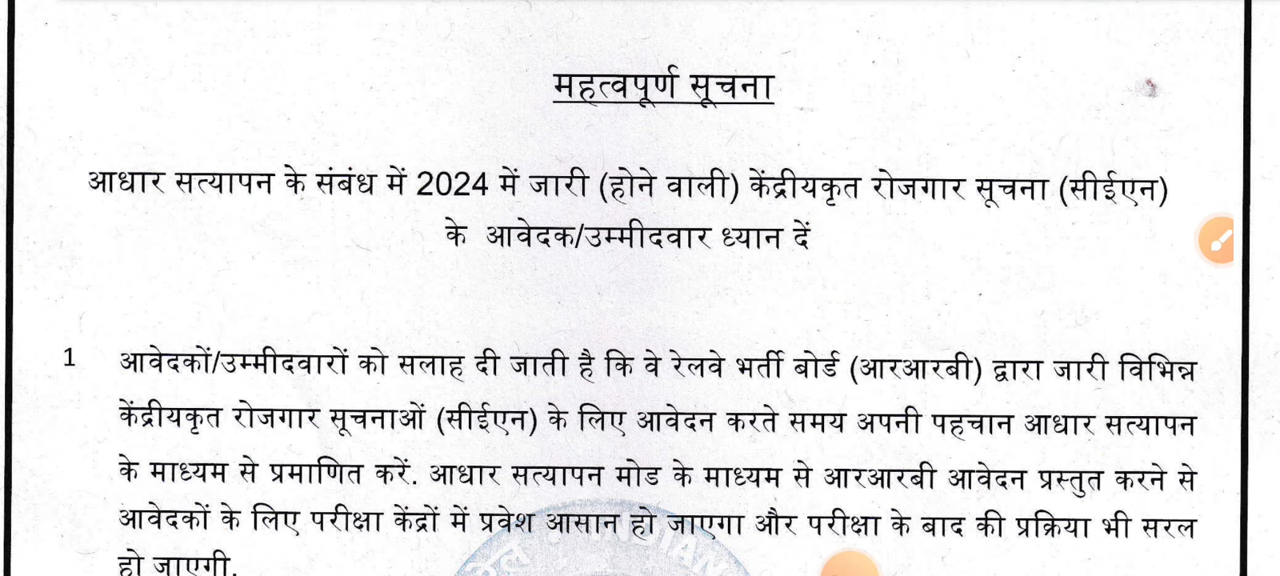 महत्वपूर्ण सूचना
आधार सत्यापन के संबंध में 2024 में जारी (होने वाली) केंद्रीयकृत रोजगार सूचना (सीईएन)
के आवेदक/उम्मीदवार ध्यान दें
1 आवेदकों/उम्मीदवारों को सलाह दी जाती है कि वे रेलवे भर्ती बोर्ड (आरआरबी) द्वारा जारी विभिन्न
केंद्रीयकृत रोजगार सूचनाओं (सीईएन) के लिए आवेदन करते समय अपनी पहचान आधार सत्यापन
के माध्यम से प्रमाणित करें. आधार सत्यापन मोड के माध्यम से आरआरबी आवेदन प्रस्तुत करने से
आवेदकों के लिए परीक्षा केंद्रों में प्रवेश आसान हो जाएगा और परीक्षा के बाद की प्रक्रिया भी सरल
हो जाएगी.
रेल INDIAN